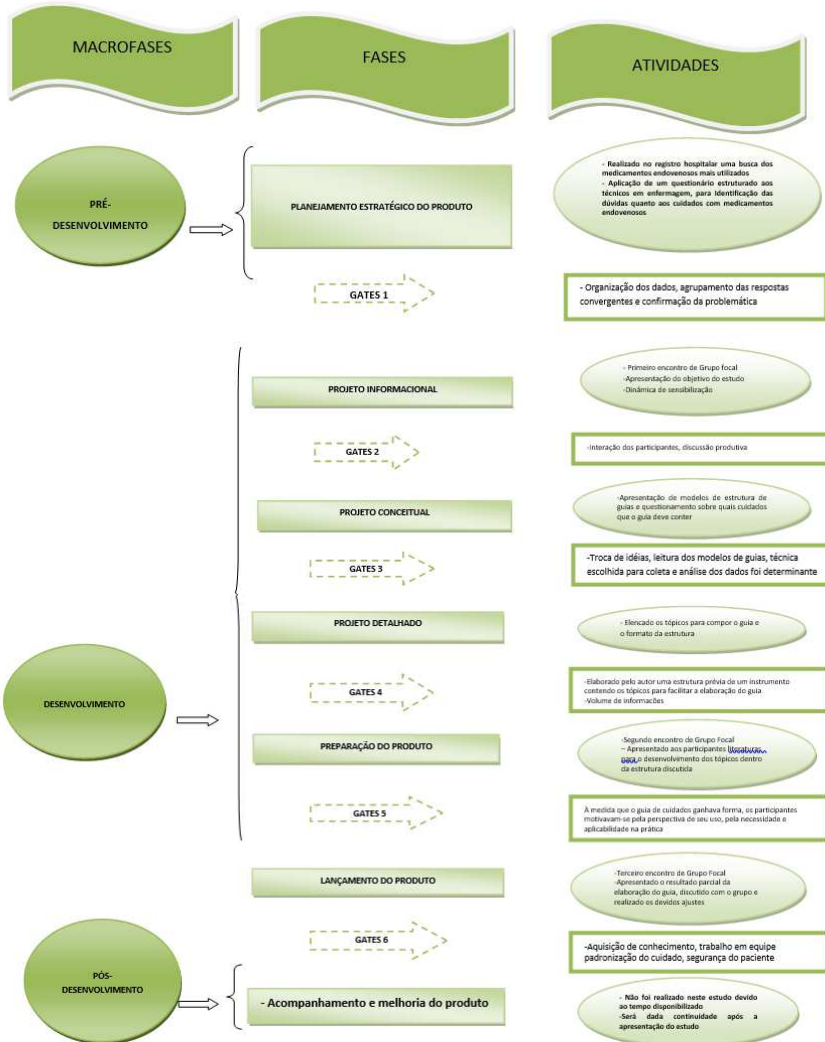 MACROFASES
FASES
ATIVIDADES
PRÉ-
DESENVOLVIMENTO
PLANEJAMENTO ESTRATÉGICO DO PRODUTO
- Realizado no registro hospitalar uma busca dos
medicamentos endovenosos mais utilizados
- Aplicação de um questionário estruturado aos
técnicos em enfermagem, para Identificação das
dúvidas quanto aos cuidados com medicamentos
endovenosos
GATES 1
- Organização dos dados, agrupamento das respostas
convergentes e confirmação da problemática
PROJETO INFORMACIONAL
- Primeiro encontro de Grupo focal
-Apresentação do objetivo do estudo
-Dinâmica de sensibilização
GATES 2
-Interação dos participantes, discussão produtiva
PROJETO CONCEITUAL
-Apresentação de modelos de estrutura de
guias e questionamento sobre quais cuidados
que o guia deve conter
GATES 3
-Troca de idéias, leitura dos modelos de guias, técnica
escolhida para coleta e análise dos dados foi determinante
DESENVOLVIMENTO
PROJETO DETALHADO
- Elencado os tópicos para compor o guia e
o formato da estrutura
GATES 4
-Elaborado pelo autor uma estrutura prévia de um instrumento
contendo os tópicos para facilitar a elaboração do guia
-Volume de informações
PREPARAÇÃO DO PRODUTO
-Segundo encontro de Grupo Focal
– Apresentado aos participantes literaturas
para o desenvolvimento dos tópicos dentro
da estrutura discutida
GATES 5
À medida que o guia de cuidados ganhava forma, os participantes
motivavam-se pela perspectiva de seu uso, pela necessidade e
aplicabilidade na prática
LANÇAMENTO DO PRODUTO
-Terceiro encontro de Grupo Focal
-Apresentado o resultado parcial da
elaboração do guia, discutido com o grupo e
realizado os devidos ajustes
GATES 6
-Aquisição de conhecimento, trabalho em equipe
padronização do cuidado, segurança do paciente
PÓS-
DESENVOLVIMENTO
- Acompanhamento e melhoria do produto
- Não foi realizado neste estudo devido
ao tempo disponibilizado
-Será dada continuidade após a
apresentação do estudo